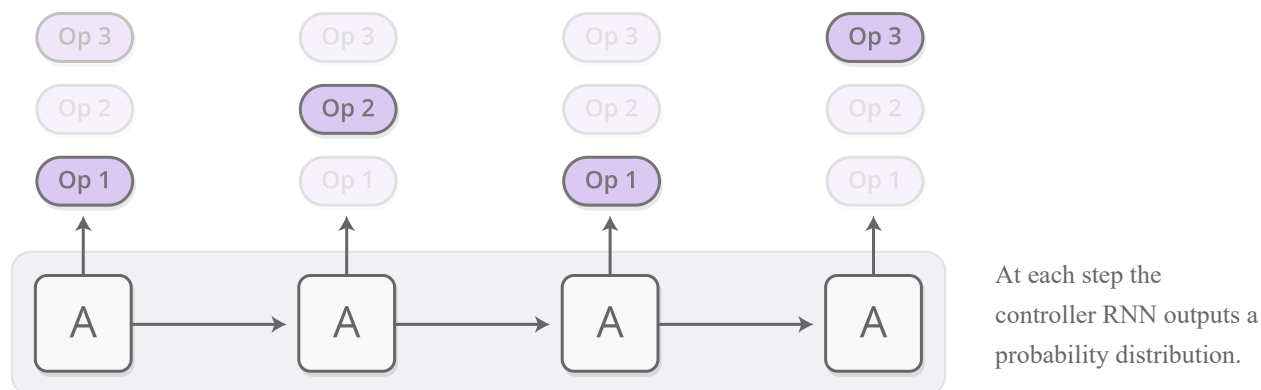 Op 3 Op 3 Op 3 Op 3
Op 2 Op 2 Op 2 Op 2
Op 1 Op 1 Op 1 Op 1
A A A A
At each step the
controller RNN outputs a
probability distribution.